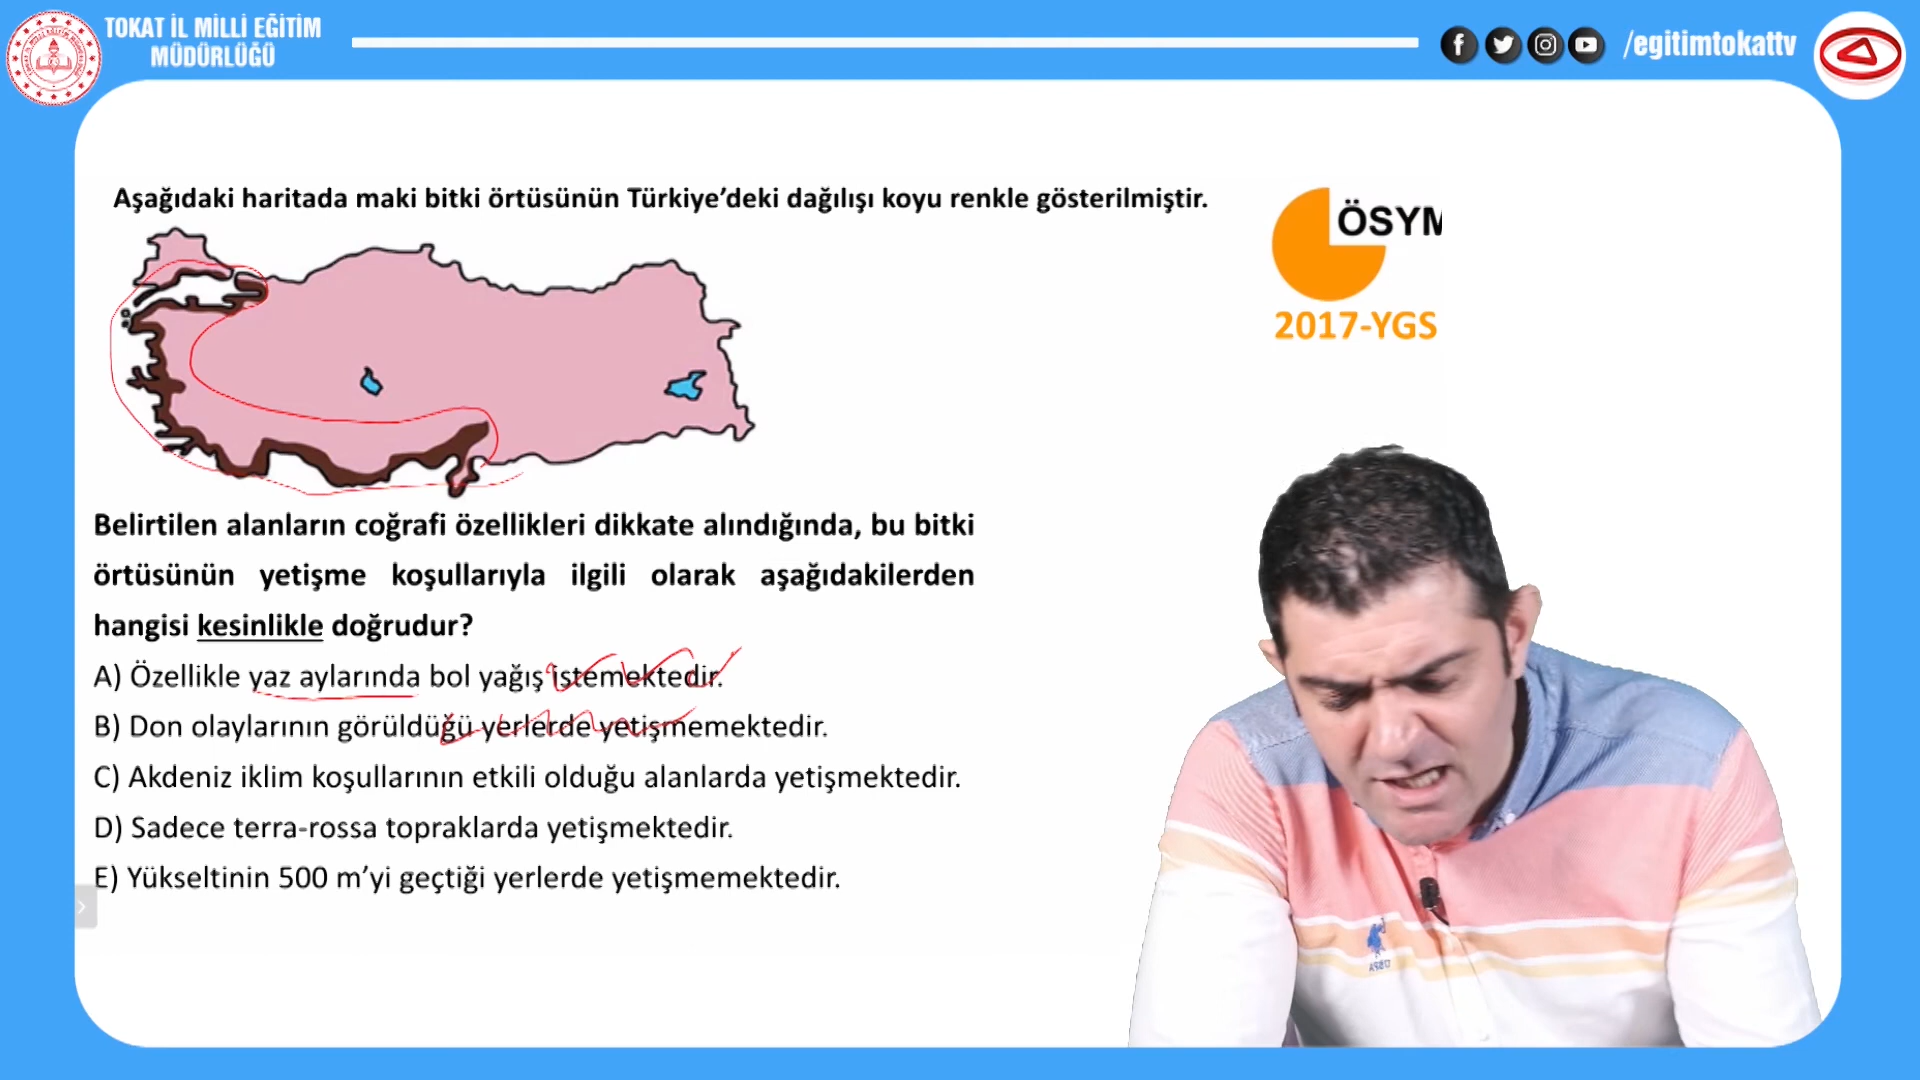 TOKAT İL MİLLİ EĞİTİM
MÜDÜRLÜĞÜ
/egitimtokattv
Aşağıdaki haritada maki bitki örtüsünün Türkiye’deki dağılışı koyu renkle gösterilmiştir.
ÖSYM
2017-YGS
Belirtilen alanların coğrafi özellikleri dikkate alındığında, bu bitki
örtüsünün yetişme koşullarıyla ilgili olarak aşağıdakilerden
hangisi kesinlikle doğrudur?
A) Özellikle yaz aylarında bol yağış istemektedir.
B) Don olaylarının görüldüğü yerlerde yetişmemektedir.
C) Akdeniz iklim koşullarının etkili olduğu alanlarda yetişmektedir.
D) Sadece terra-rossa topraklarda yetişmektedir.
E) Yükseltinin 500 m’yi geçtiği yerlerde yetişmemektedir.